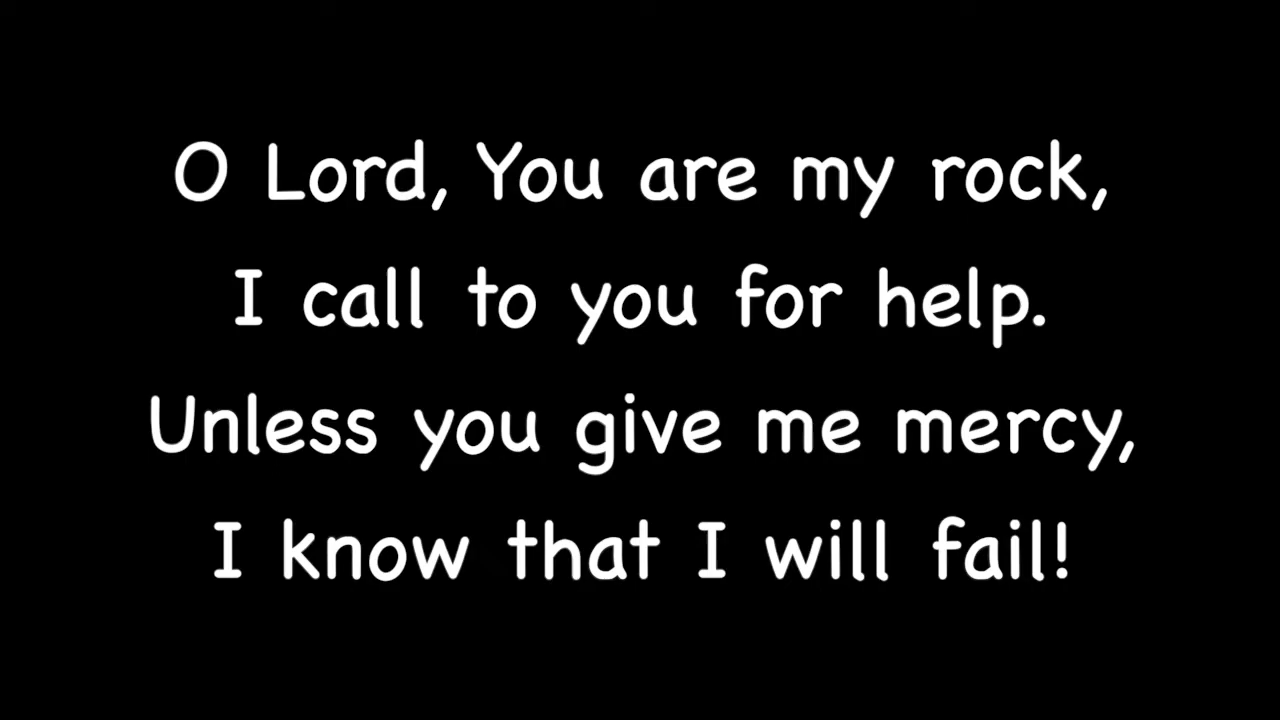 O Lord, You are my rock,
I call to you for help.
Unless you give me mercy,
I know that I will fail!